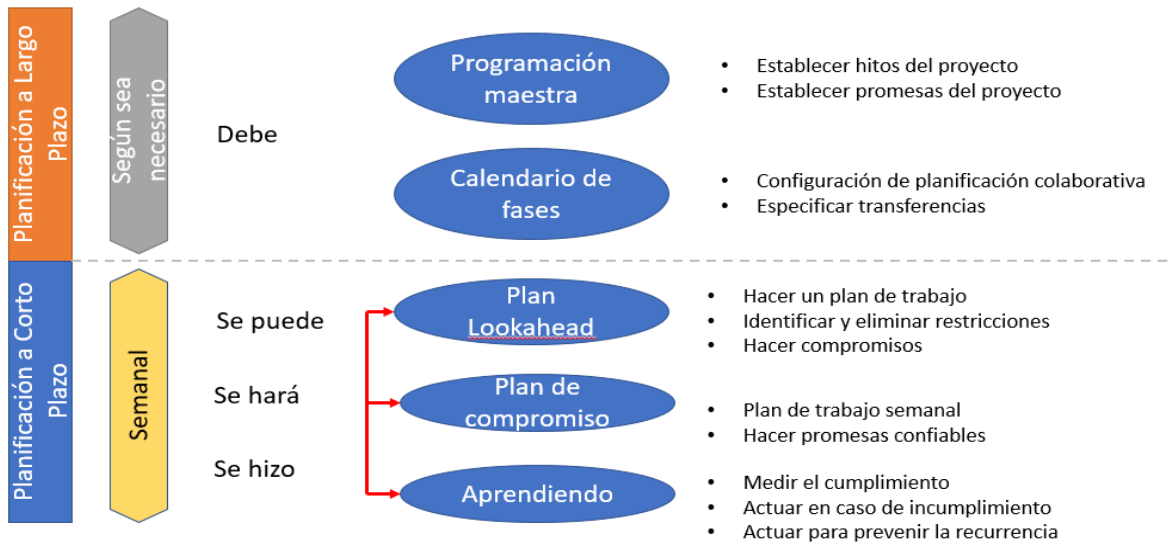 Planificación a Largo
Plazo
Según sea
necesario
Debe
Programación
maestra
• Establecer hitos del proyecto
• Establecer promesas del proyecto
Calendario de
fases
• Configuración de planificación colaborativa
• Especificar transferencias
Planificación a Corto
Plazo
Semanal
Se puede
Plan
Lookahead
• Hacer un plan de trabajo
• Identificar y eliminar restricciones
• Hacer compromisos
Se hará
Plan de
compromiso
• Plan de trabajo semanal
• Hacer promesas confiables
Se hizo
Aprendiendo
• Medir el cumplimiento
• Actuar en caso de incumplimiento
• Actuar para prevenir la recurrencia